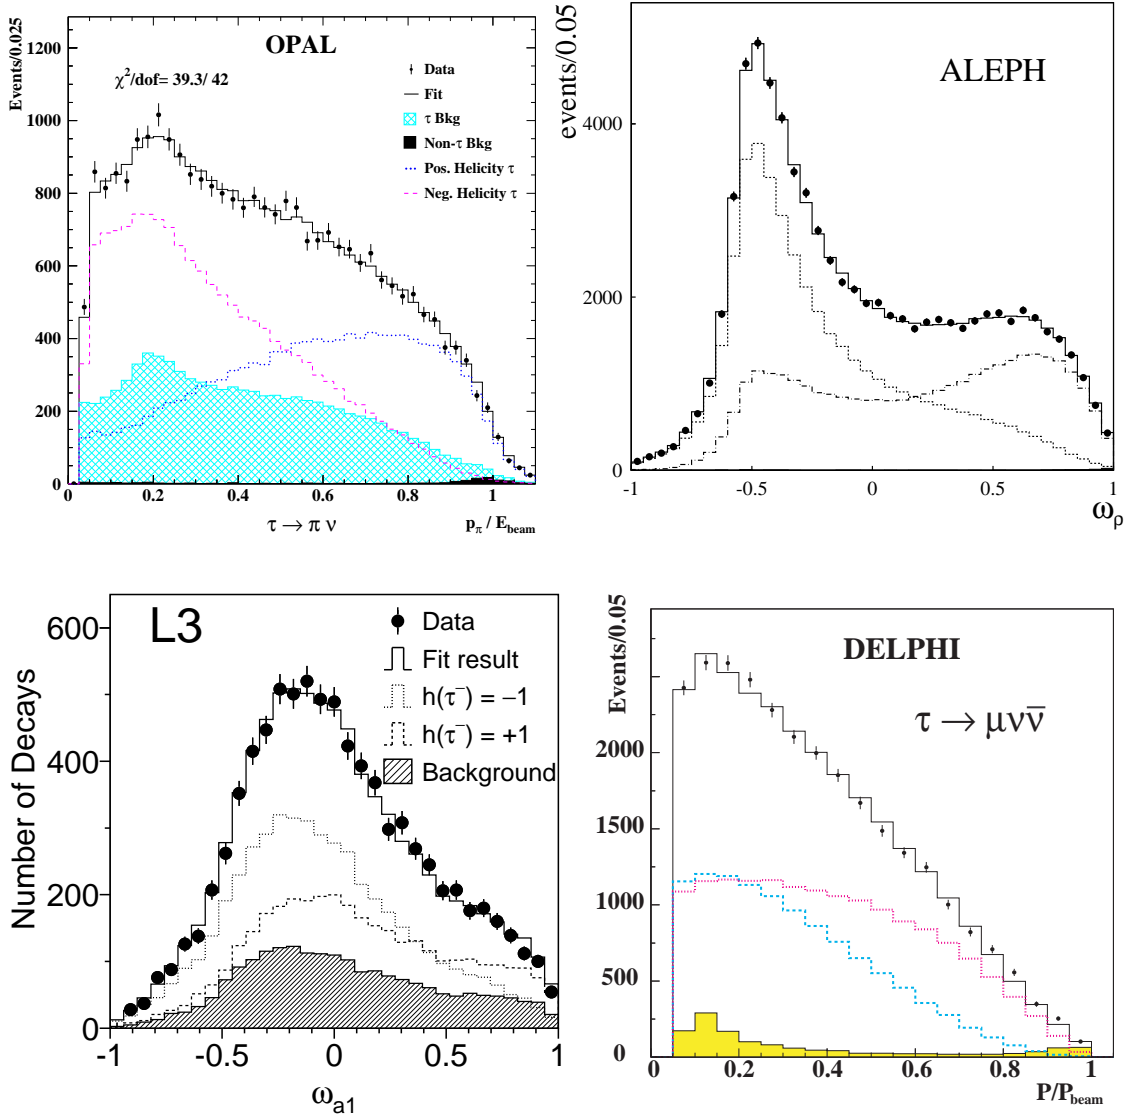 OPAL
Events/0.025
χ²/dof= 39.3/ 42
Data
Fit
τ Bkg
Non-τ Bkg
Pos. Helicity τ
Neg. Helicity τ
1200
1000
800
600
400
200
0
0 0.2 0.4 0.6 0.8 1
τ → π ν
p_π / E_beam
ALEPH
events/0.05
4000
2000
0
-1 -0.5 0 0.5 1
ω_ρ
L3
Number of Decays
Data
Fit result
h(τ⁻) = −1
h(τ⁻) = +1
Background
600
400
200
0
-1 -0.5 0 0.5 1
ω_a1
DELPHI
Events/0.05
τ → μν ν̄
2500
2000
1500
1000
500
0
0 0.2 0.4 0.6 0.8 1
P/P_beam